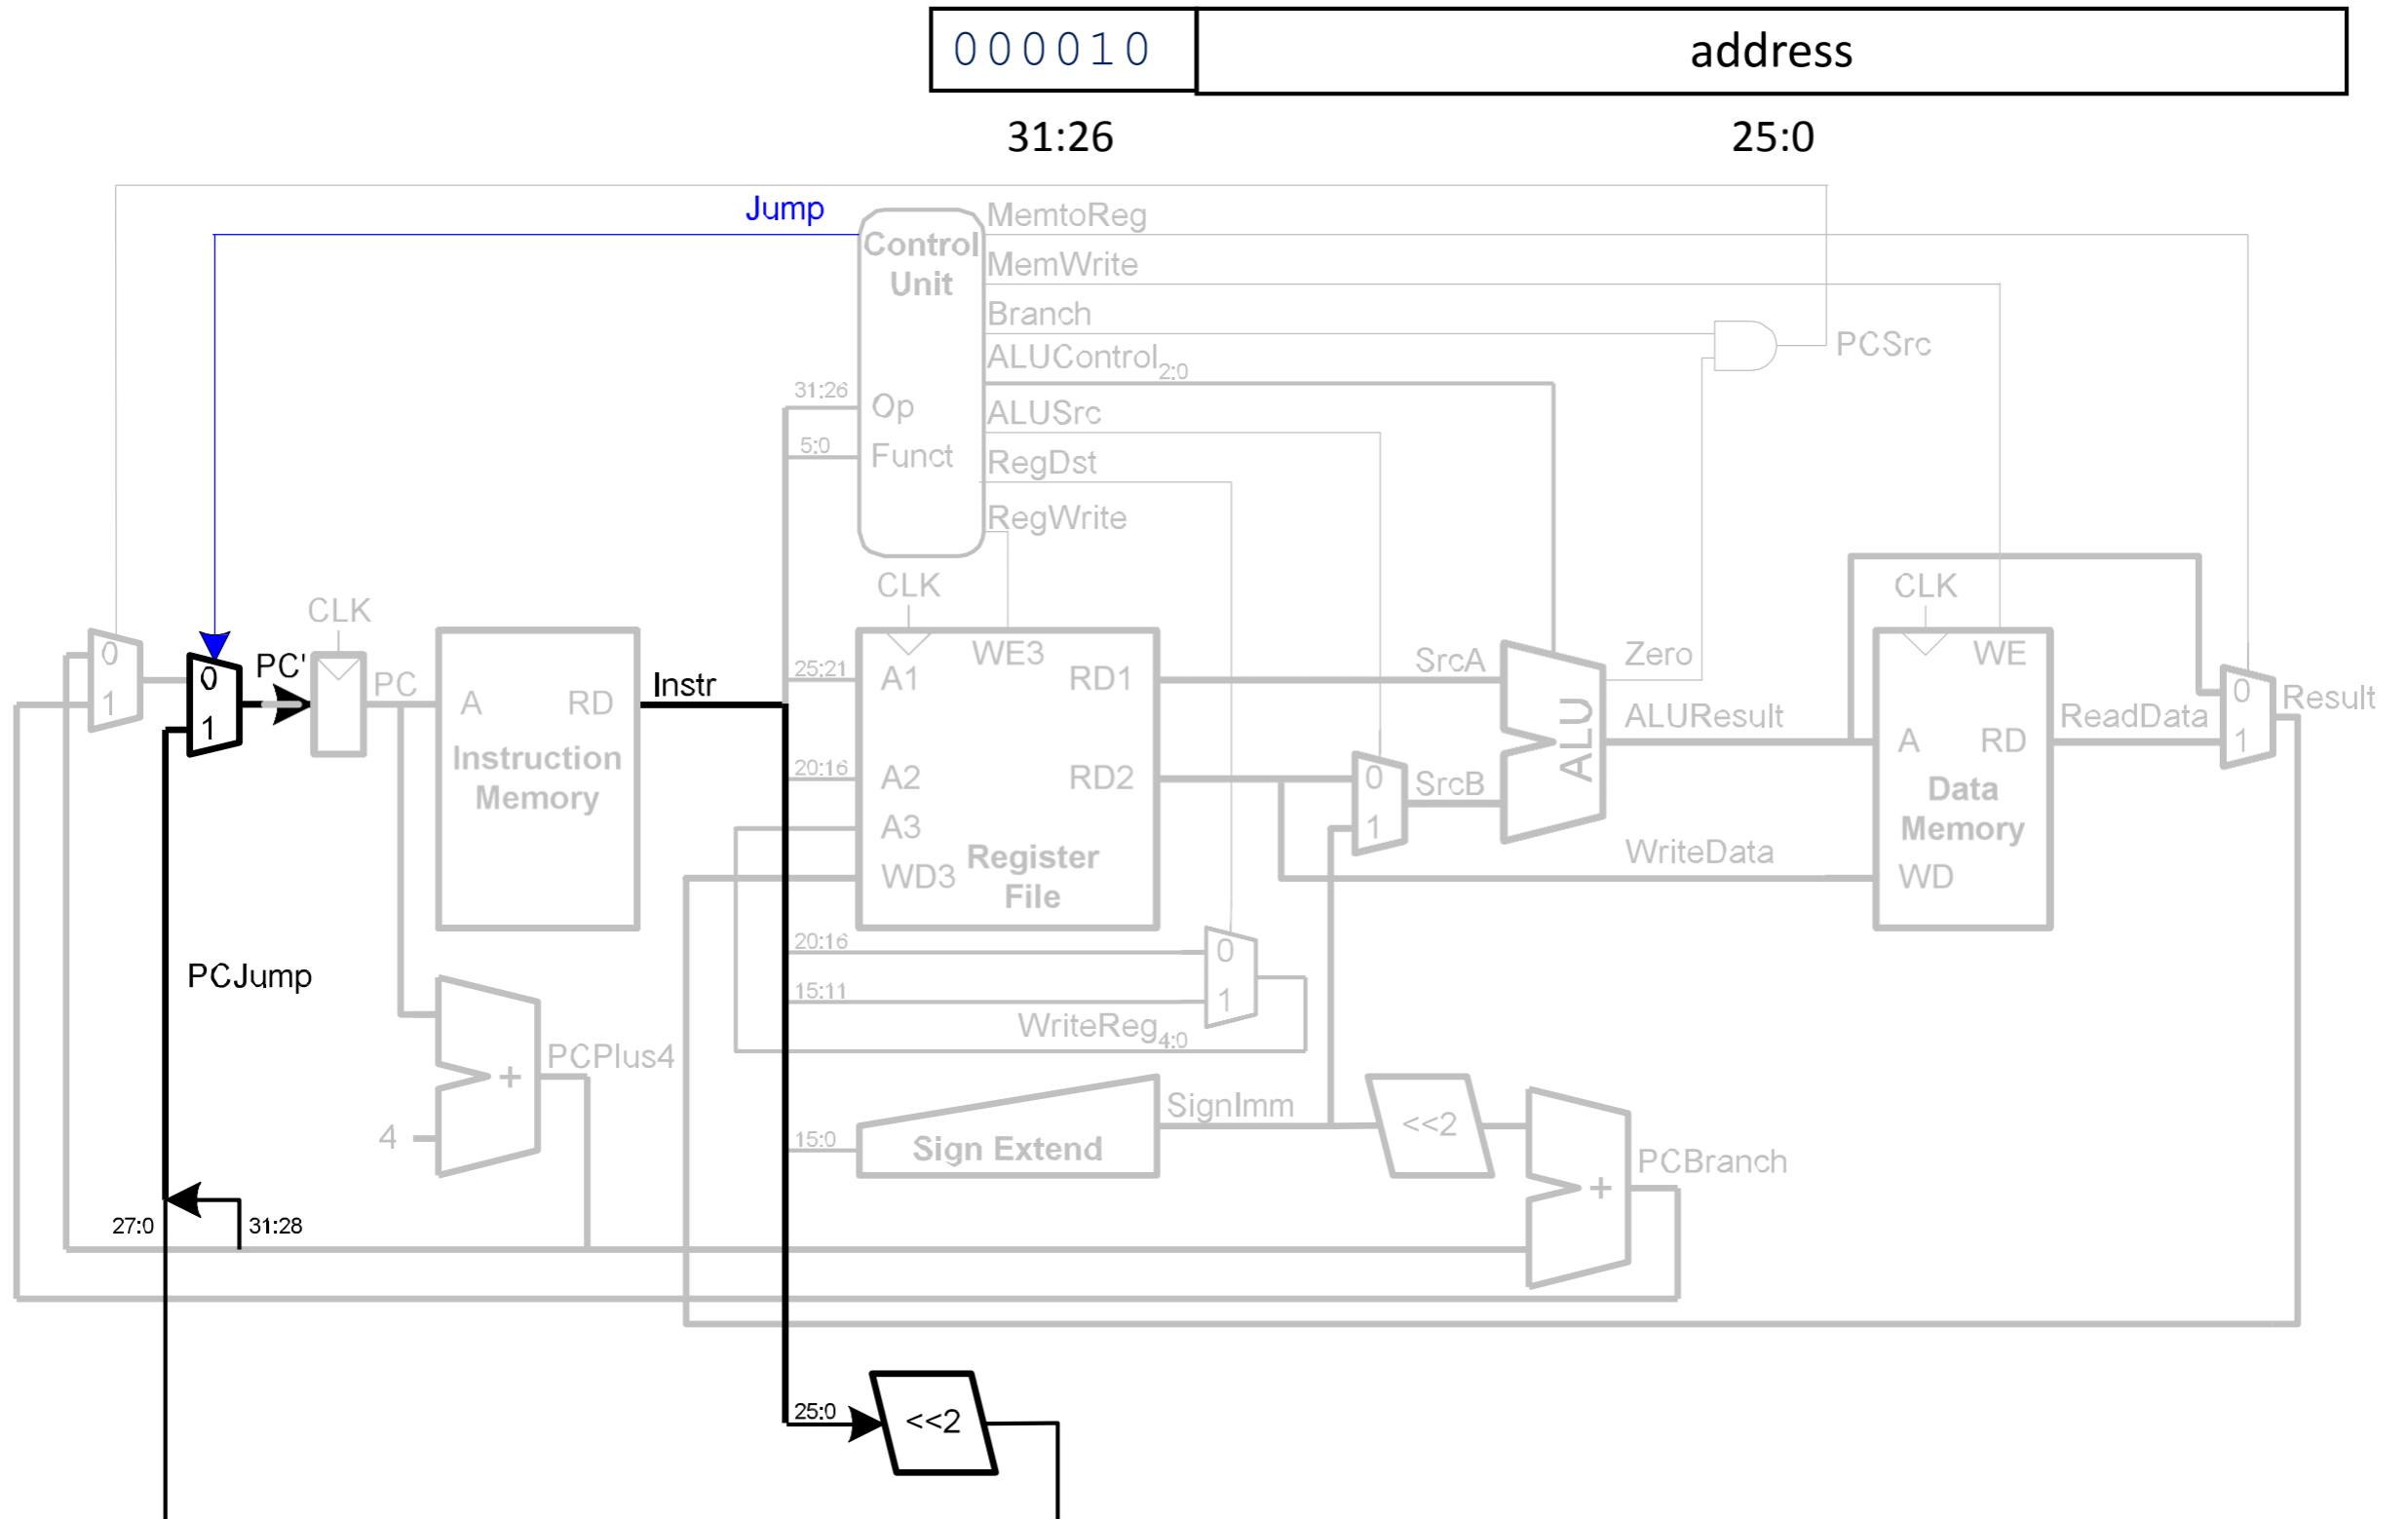 000010 address
31:26 25:0
Jump
Control
Unit
MemtoReg
MemWrite
Branch
ALUControl2:0
ALUSrc
RegDst
RegWrite
31:26 Op
5:0 Funct
PCSrc
0
1
0
1
PC'
CLK
PC
A RD
Instruction
Memory
Instr
CLK
25:21 A1 WE3 RD1
20:16 A2 RD2
A3
WD3 Register
File
20:16 0
15:11 1
WriteReg4:0
SrcA
0
1
SrcB
ALU
Zero
ALUResult
WriteData
CLK
WE
A RD
Data
Memory
WD
ReadData
0
1
Result
PCJump
4
+
PCPlus4
15:0 Sign Extend
SignImm
<<2
+
PCBranch
27:0 31:28
25:0 <<2